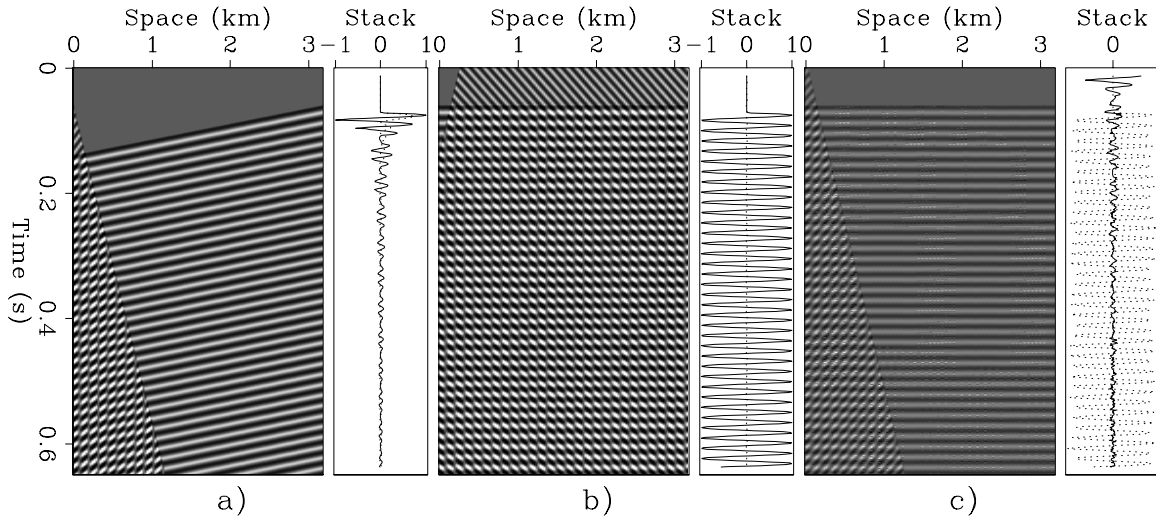 Space (km) Stack Space (km) Stack Space (km) Stack
0 1 2 3 −1 0 1 0 1 2 3 −1 0 1 0 1 2 3 0
0
0.2
0.4
0.6
Time (s)
a) b) c)